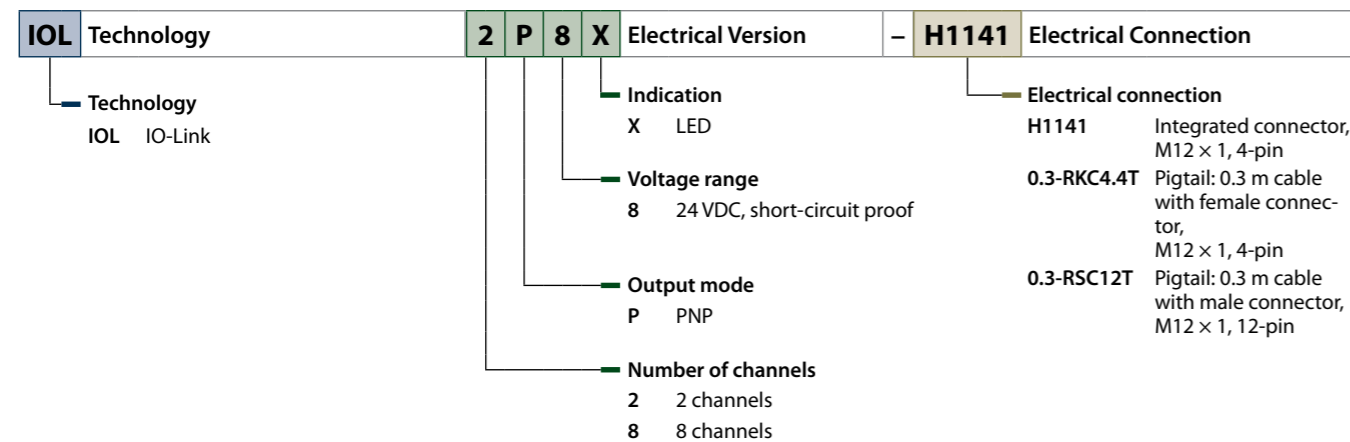 IOL Technology 2 P 8 X Electrical Version – H1141 Electrical Connection
Technology
IOL IO-Link
Indication
X LED
Voltage range
8 24 VDC, short-circuit proof
Output mode
P PNP
Number of channels
2 2 channels
8 8 channels
Electrical connection
H1141 Integrated connector,
M12 × 1, 4-pin
0.3-RKC4.4T Pigtail: 0.3 m cable
with female connec-
tor,
M12 × 1, 4-pin
0.3-RSC12T Pigtail: 0.3 m cable
with male connector,
M12 × 1, 12-pin